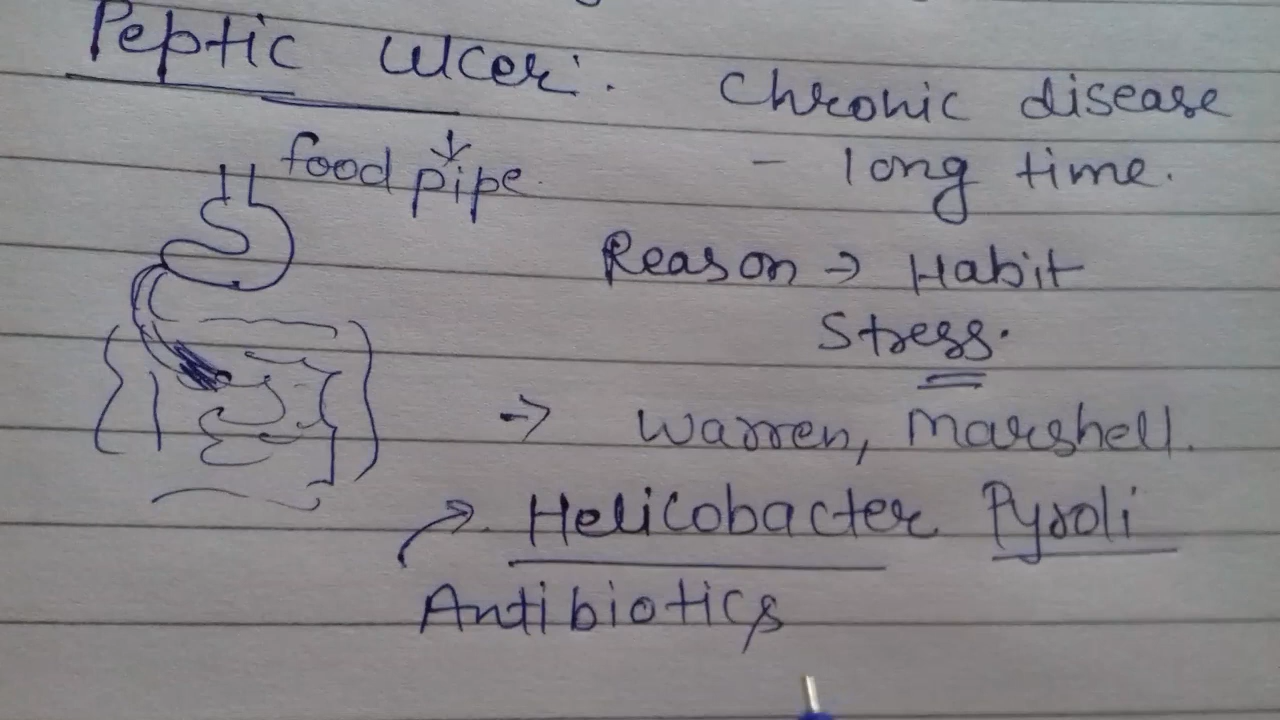 Peptic ulcer.
Chronic disease
food pipe.
- long time.
Reason → Habit
Stress.
→ Warren, Marshell.
→ Helicobacter Pyroli
Antibiotics